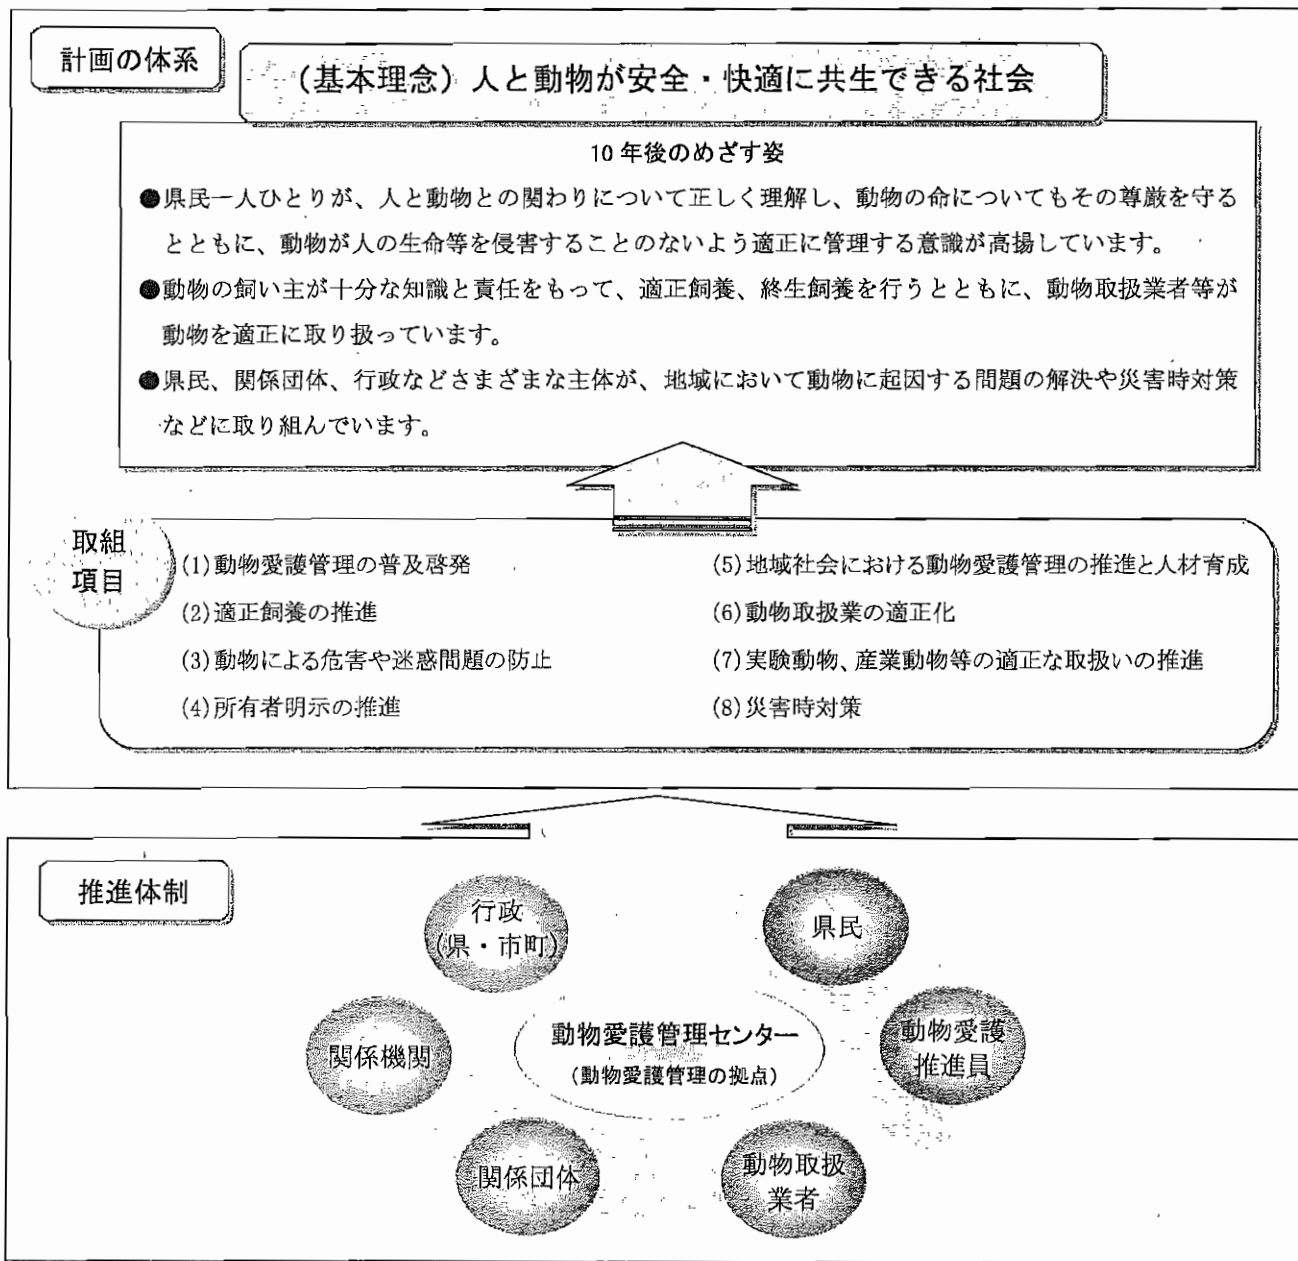 計画の体系
(基本理念)人と動物が安全・快適に共生できる社会
10年後のめざす姿
●県民一人ひとりが、人と動物との関わりについて正しく理解し、動物の命についてもその尊厳を守る
とともに、動物が人の生命等を侵害することのないよう適正に管理する意識が高揚しています。
●動物の飼い主が十分な知識と責任をもって、適正飼養、終生飼養を行うとともに、動物取扱業者等が
動物を適正に取り扱っています。
●県民、関係団体、行政などさまざまな主体が、地域において動物に起因する問題の解決や災害時対策
などに取り組んでいます。
取組
項目
(1)動物愛護管理の普及啓発
(2)適正飼養の推進
(3)動物による危害や迷惑問題の防止
(4)所有者明示の推進
(5)地域社会における動物愛護管理の推進と人材育成
(6)動物取扱業の適正化
(7)実験動物、産業動物等の適正な取扱いの推進
(8)災害時対策
推進体制
行政
(県・市町)
県民
関係機関
動物愛護管理センター
(動物愛護管理の拠点)
動物愛護
推進員
関係団体
動物取扱
業者